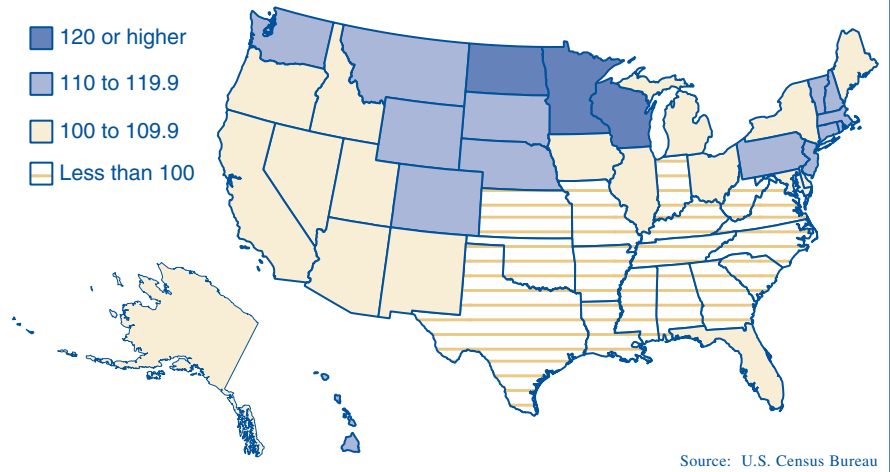 120 or higher
110 to 119.9
100 to 109.9
Less than 100
Source: U.S. Census Bureau